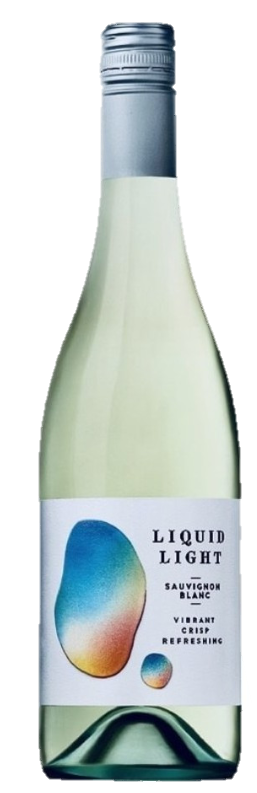 LIQUID
LIGHT
SAUVIGNON
BLANC
VIBRANT
CRISP
REFRESHING